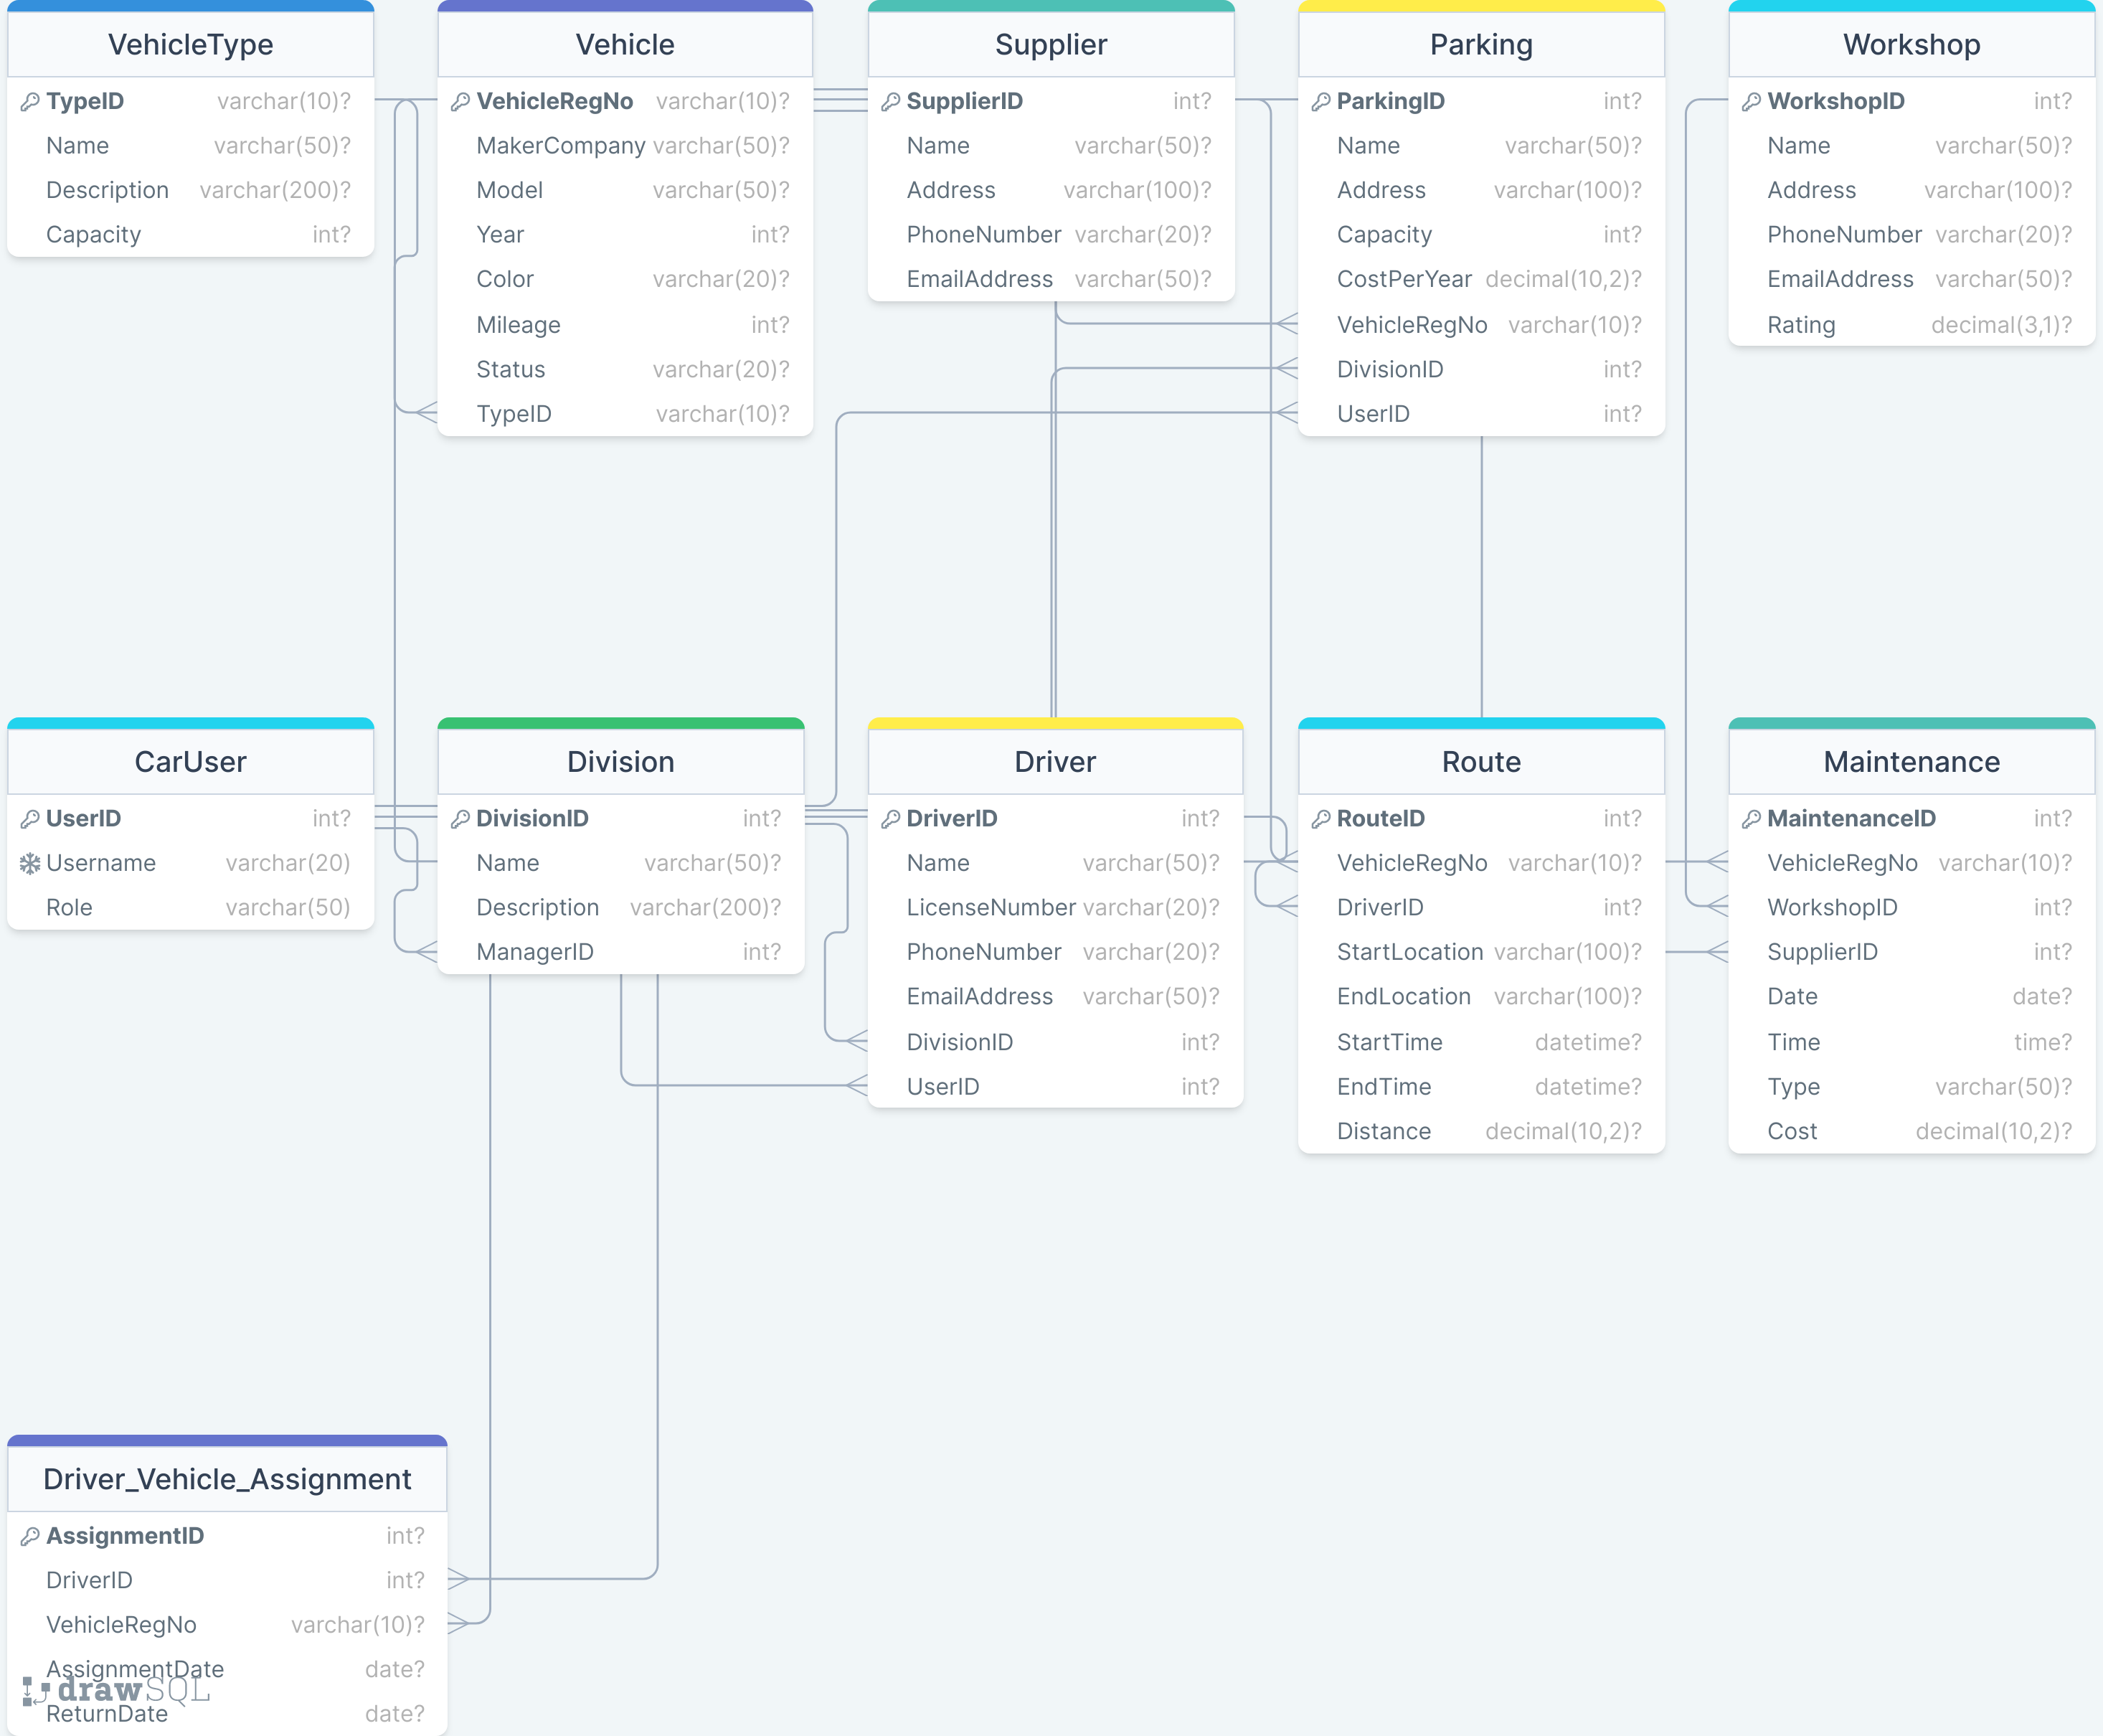 VehicleType
TypeID varchar(10)?
Name varchar(50)?
Description varchar(200)?
Capacity int?
Vehicle
VehicleRegNo varchar(10)?
MakerCompany varchar(50)?
Model varchar(50)?
Year int?
Color varchar(20)?
Mileage int?
Status varchar(20)?
TypeID varchar(10)?
Supplier
SupplierID int?
Name varchar(50)?
Address varchar(100)?
PhoneNumber varchar(20)?
EmailAddress varchar(50)?
Parking
ParkingID int?
Name varchar(50)?
Address varchar(100)?
Capacity int?
CostPerYear decimal(10,2)?
VehicleRegNo varchar(10)?
DivisionID int?
UserID int?
Workshop
WorkshopID int?
Name varchar(50)?
Address varchar(100)?
PhoneNumber varchar(20)?
EmailAddress varchar(50)?
Rating decimal(3,1)?
CarUser
UserID int?
Username varchar(20)
Role varchar(50)
Division
DivisionID int?
Name varchar(50)?
Description varchar(200)?
ManagerID int?
Driver
DriverID int?
Name varchar(50)?
LicenseNumber varchar(20)?
PhoneNumber varchar(20)?
EmailAddress varchar(50)?
DivisionID int?
UserID int?
Route
RouteID int?
VehicleRegNo varchar(10)?
DriverID int?
StartLocation varchar(100)?
EndLocation varchar(100)?
StartTime datetime?
EndTime datetime?
Distance decimal(10,2)?
Maintenance
MaintenanceID int?
VehicleRegNo varchar(10)?
WorkshopID int?
SupplierID int?
Date date?
Time time?
Type varchar(50)?
Cost decimal(10,2)?
Driver_Vehicle_Assignment
AssignmentID int?
DriverID int?
VehicleRegNo varchar(10)?
AssignmentDate date?
drawSQL
ReturnDate date?